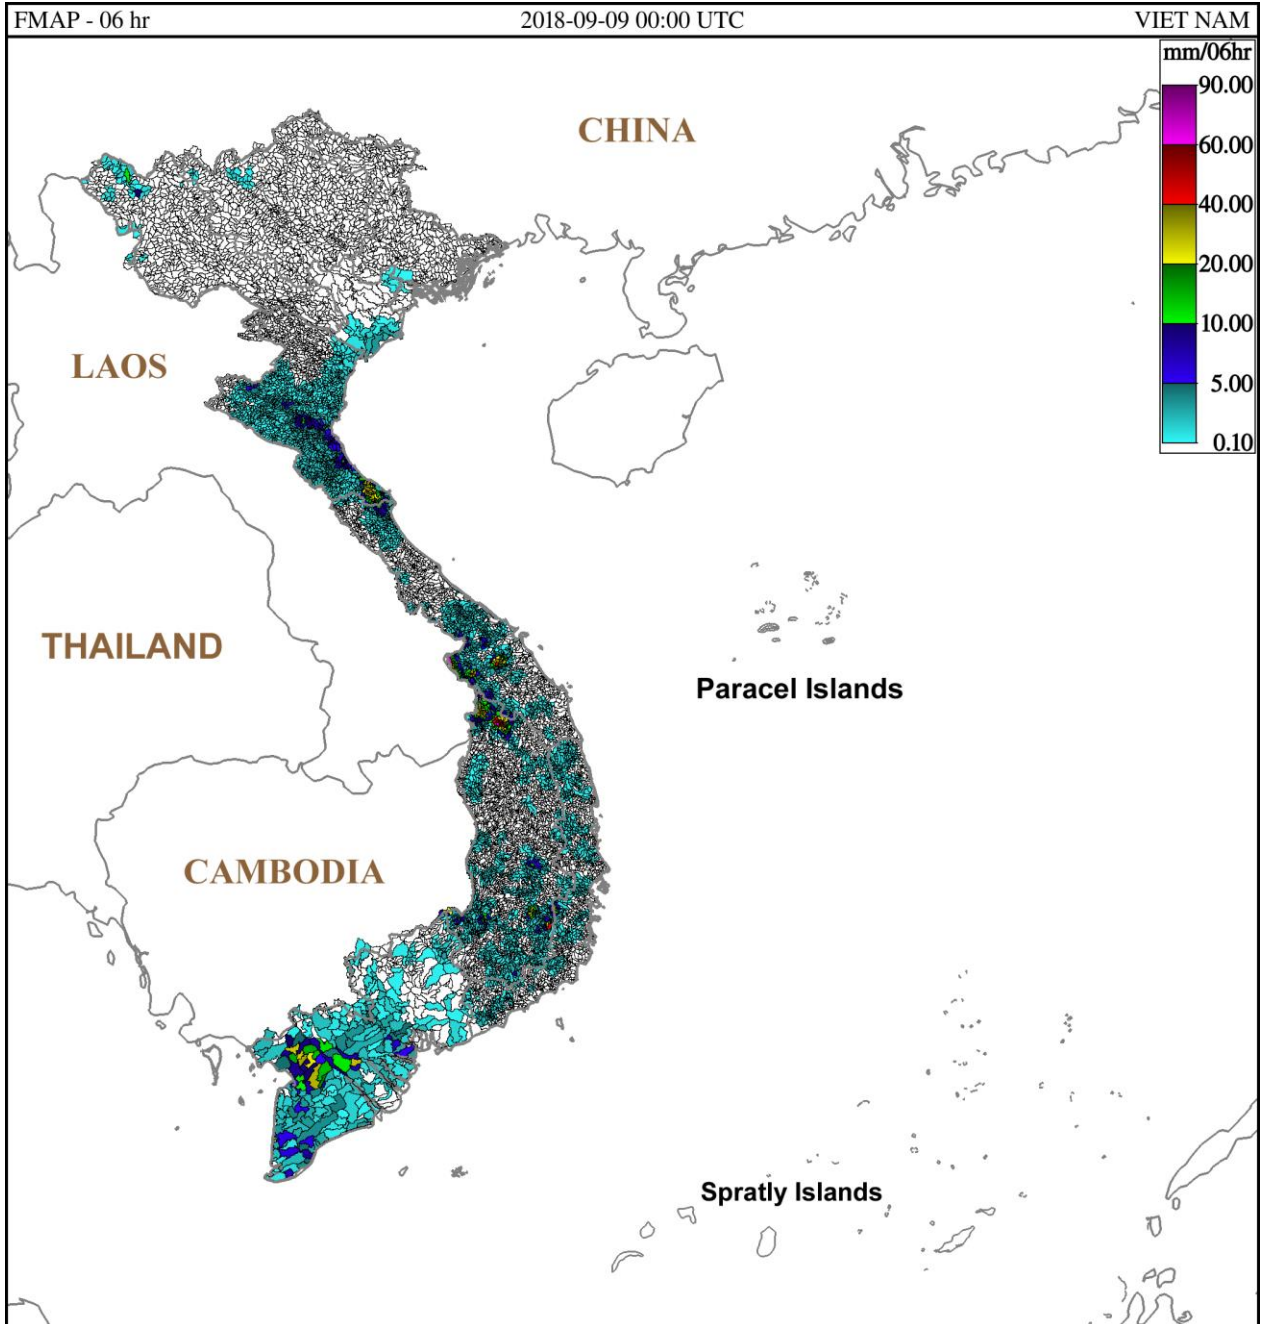 FMAP - 06 hr 2018-09-09 00:00 UTC VIET NAM
mm/06hr
90.00
60.00
40.00
20.00
10.00
5.00
0.10
CHINA
LAOS
THAILAND
Paracel Islands
CAMBODIA
Spratly Islands